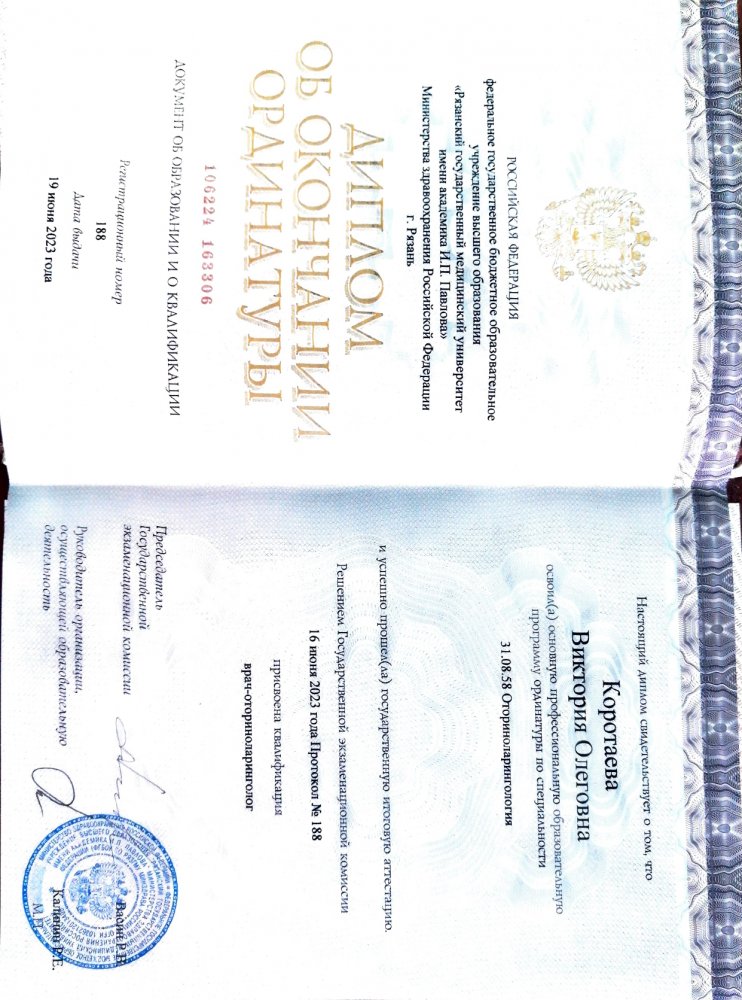 РОССИЙСКАЯ ФЕДЕРАЦИЯ
федеральное государственное бюджетное образовательное
учреждение высшего образования
«Рязанский государственный медицинский университет
имени академика И.П. Павлова»
Министерства здравоохранения Российской Федерации
г. Рязань
ДИПЛОМ
ОБ ОКОНЧАНИИ
ОРДИНАТУРЫ
106224 163306
ДОКУМЕНТ ОБ ОБРАЗОВАНИИ И О КВАЛИФИКАЦИИ
Регистрационный номер
188
Дата выдачи
19 июня 2023 года
Настоящий диплом свидетельствует о том, что
Коротаева
Виктория Олеговна
освоил(а) основную профессиональную образовательную
программу ординатуры по специальности
31.08.58 Оториноларингология
и успешно прошел(ла) государственную итоговую аттестацию.
Решением Государственной экзаменационной комиссии
16 июня 2023 года Протокол № 188
присвоена квалификация
врач-оториноларинголог
Председатель
Государственной
экзаменационной комиссии
Руководитель организации,
осуществляющей образовательную
деятельность
Калинин Р.Е.
М.П.